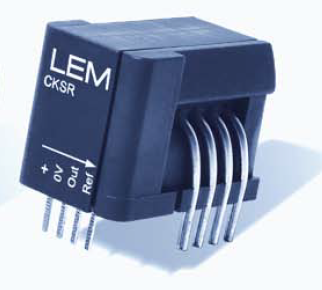 LEM
CKSR
+ 0V Out Ref